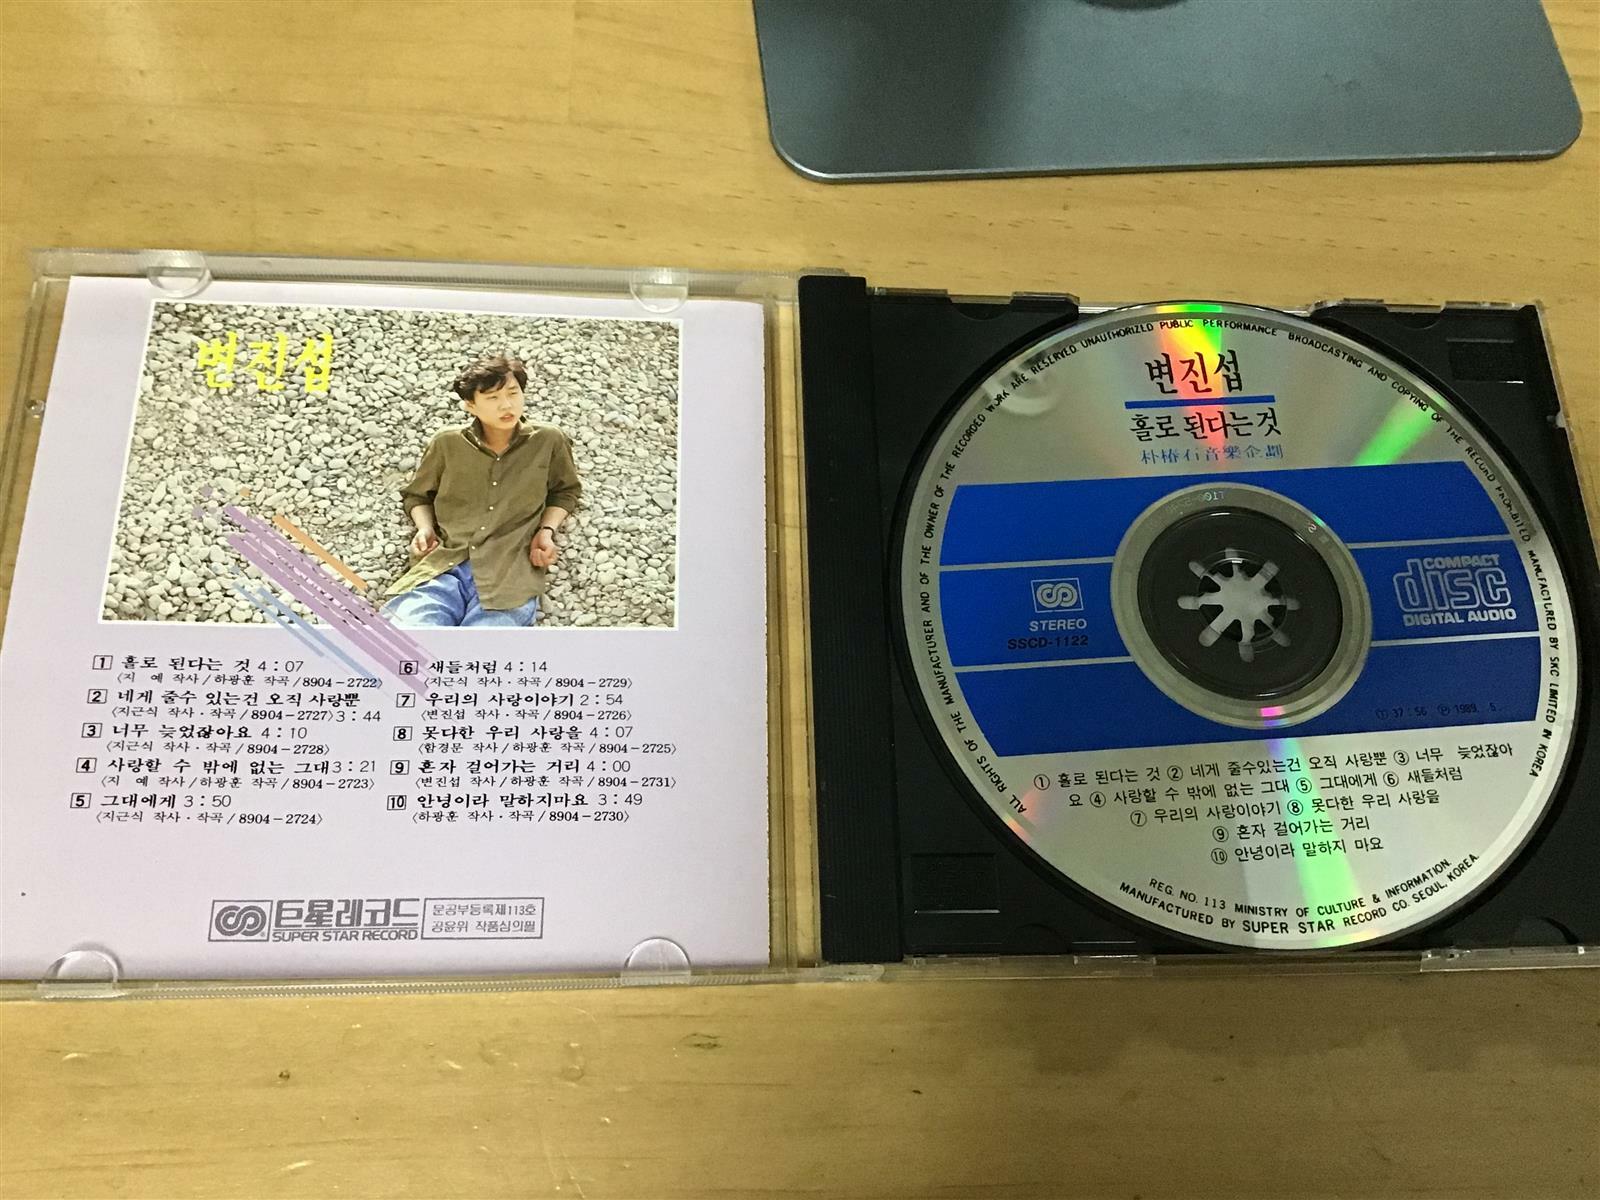 변진섭
1 홀로 된다는 것 4:07
〈지 예 작사/하광훈 작곡/8904-2722〉
2 네게 줄수 있는건 오직 사랑뿐
〈지근식 작사·작곡/8904-2727〉3:44
3 너무 늦었잖아요 4:10
〈지근식 작사·작곡/8904-2728〉
4 사랑할 수 밖에 없는 그대 3:21
〈지 예 작사/하광훈 작곡/8904-2723〉
5 그대에게 3:50
〈지근식 작사·작곡/8904-2724〉
6 새들처럼 4:14
〈지근식 작사·작곡/8904-2729〉
7 우리의 사랑이야기 2:54
〈변진섭 작사·작곡/8904-2726〉
8 못다한 우리 사랑을 4:07
〈함경문 작사/하광훈 작곡/8904-2725〉
9 혼자 걸어가는 거리 4:00
〈변진섭 작사/하광훈 작곡/8904-2731〉
10 안녕이라 말하지마요 3:49
〈하광훈 작사·작곡/8904-2730〉
巨星레코드
SUPER STAR RECORD
문공부등록제113호
공윤위 작품심의필
ALL RIGHTS OF THE MANUFACTURER AND OF THE OWNER OF THE RECORDED WORK ARE RESERVED. UNAUTHORIZED PUBLIC PERFORMANCE BROADCASTING AND COPYING OF THE RECORD PROHIBITED MANUFACTURED BY SKC LIMITED IN KOREA
변진섭
홀로 된다는 것
朴椿石音樂企劃
STEREO
SSCD-1122
COMPACT
disc
DIGITAL AUDIO
Ⓣ 37:56 Ⓟ 1989. 5.
① 홀로 된다는 것 ② 네게 줄수있는건 오직 사랑뿐 ③ 너무 늦었잖아
요 ④ 사랑할 수 밖에 없는 그대 ⑤ 그대에게 ⑥ 새들처럼
⑦ 우리의 사랑이야기 ⑧ 못다한 우리 사랑을
⑨ 혼자 걸어가는 거리
⑩ 안녕이라 말하지 마요
REG. NO. 113 MINISTRY OF CULTURE & INFORMATION.
MANUFACTURED BY SUPER STAR RECORD CO. SEOUL, KOREA.